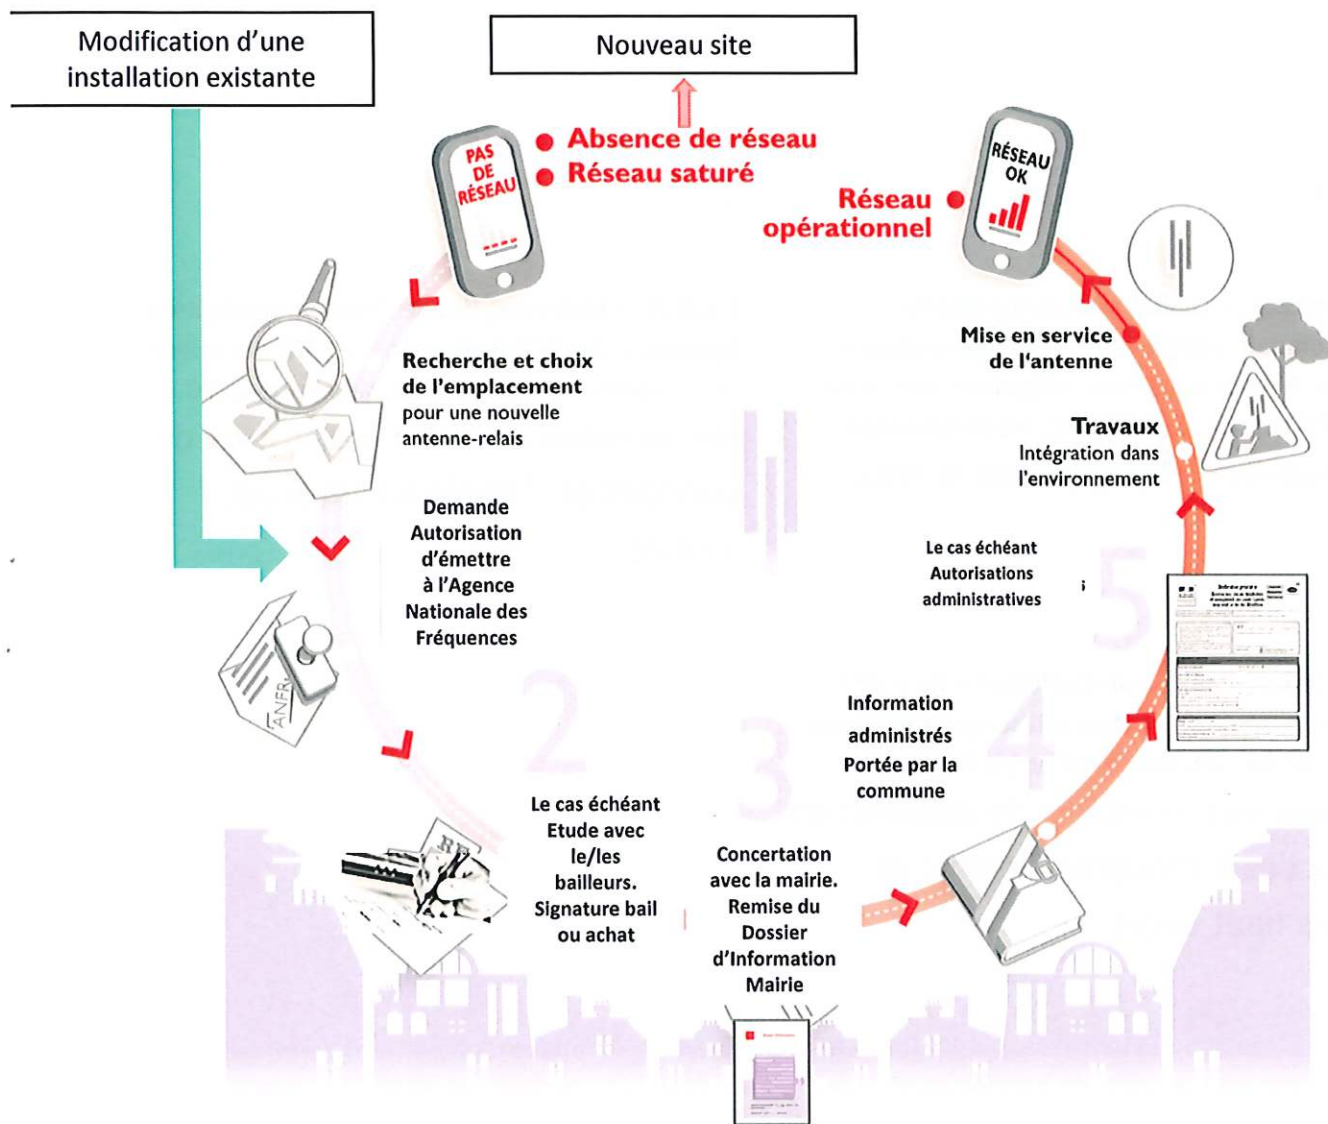 Modification d'une
installation existante
Nouveau site
PAS
DE
RÉSEAU
Absence de réseau
Réseau saturé
RÉSEAU
OK
Réseau
opérationnel
Recherche et choix
de l'emplacement
pour une nouvelle
antenne-relais
Mise en service
de l'antenne
Travaux
Intégration dans
l'environnement
Demande
Autorisation
d'émettre
à l'Agence
Nationale des
Fréquences
Le cas échéant
Autorisations
administratives
s
5
ANFR
2
3
4
Information
administrés
Portée par la
commune
Le cas échéant
Etude avec
le/les
bailleurs.
Signature bail
ou achat
Concertation
avec la mairie.
Remise du
Dossier
d'Information
Mairie